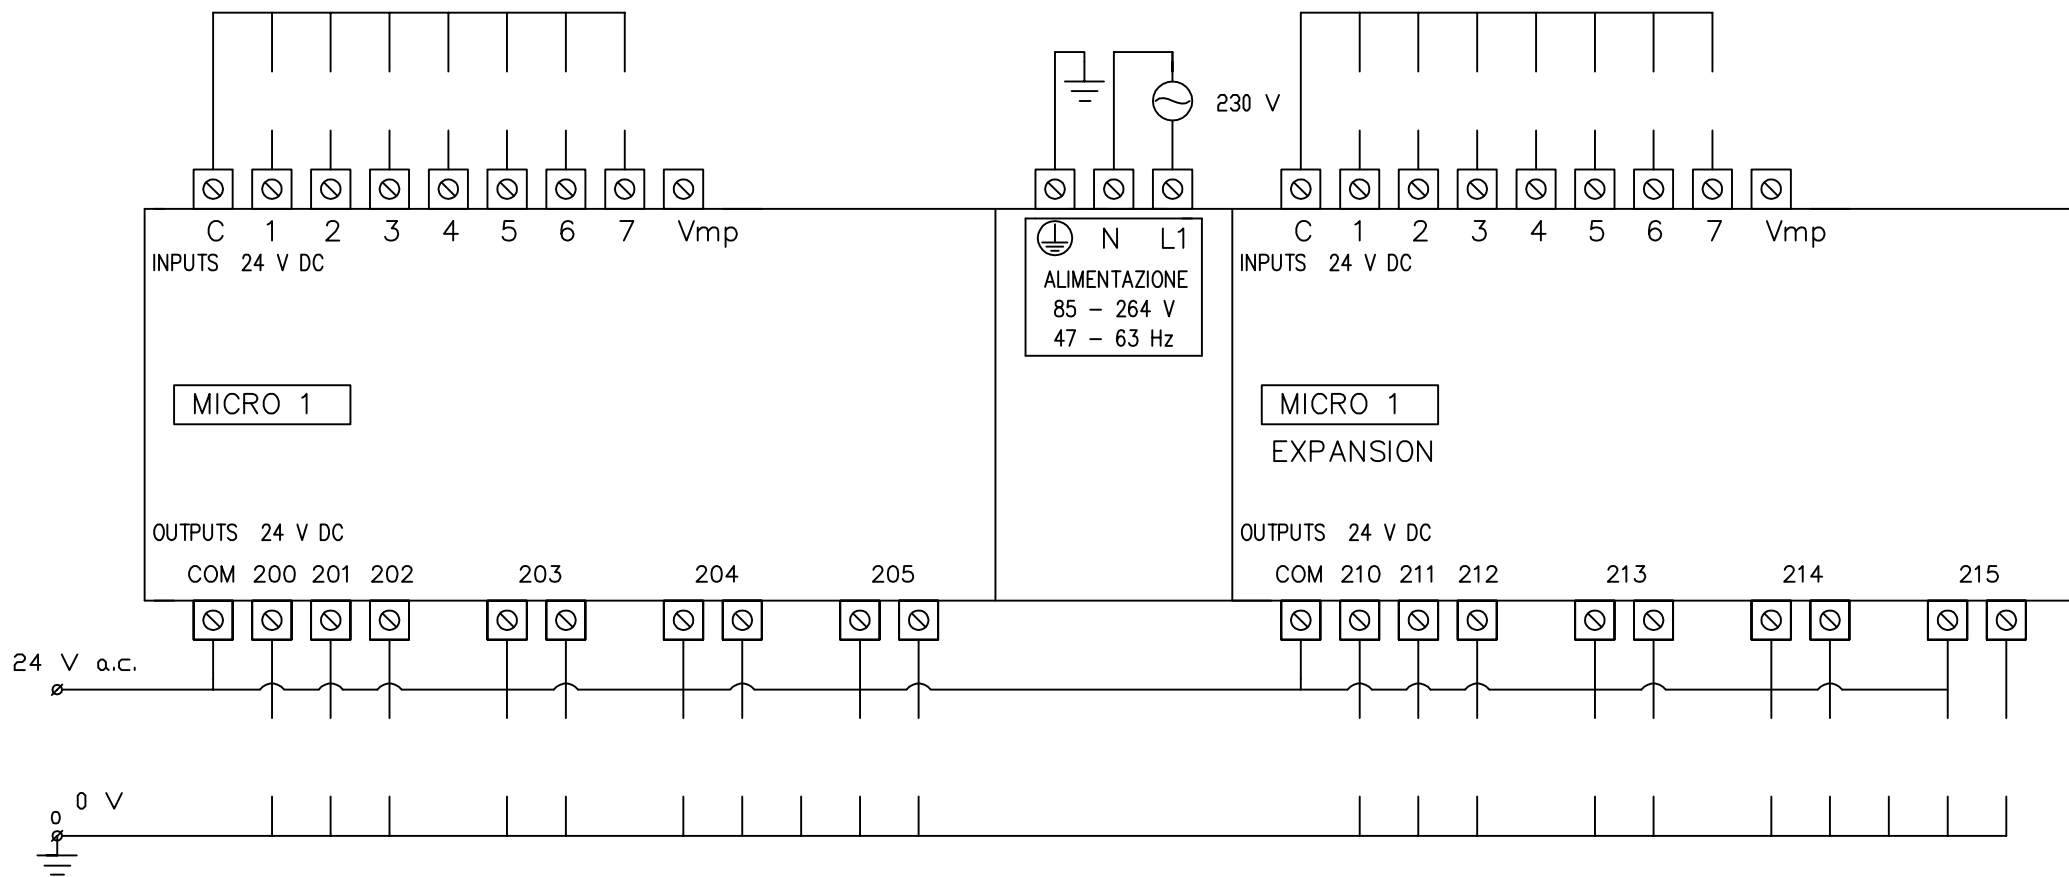 230 V
C 1 2 3 4 5 6 7 Vmp
N L1
C 1 2 3 4 5 6 7 Vmp
INPUTS 24 V DC
ALIMENTAZIONE
85 - 264 V
47 - 63 Hz
INPUTS 24 V DC
MICRO 1
MICRO 1
EXPANSION
OUTPUTS 24 V DC
OUTPUTS 24 V DC
COM 200 201 202 203 204 205
COM 210 211 212 213 214 215
24 V a.c.
0 V
0